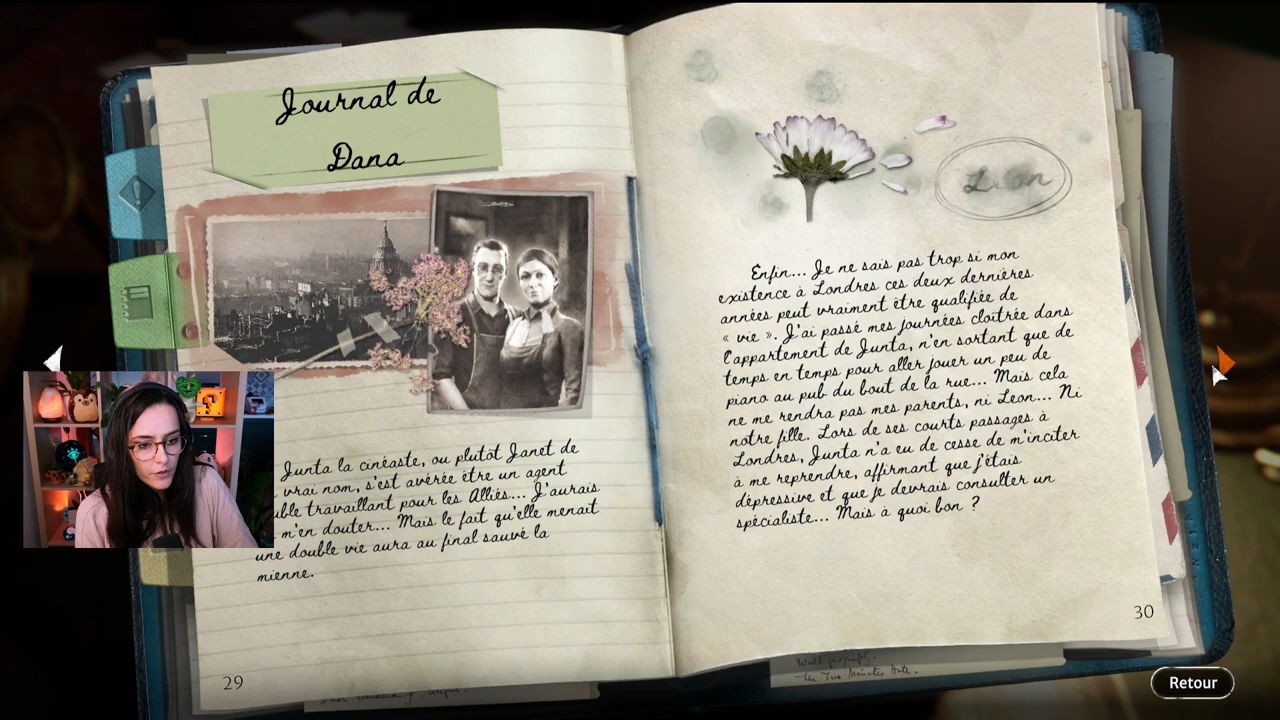 Journal de
Dana
Junta la cinéaste, ou plutôt Janet de
vrai nom, s'est avérée être un agent
uble travaillant pour les Alliés... J'aurais
m'en douter... Mais le fait qu'elle menait
une double vie aura au final sauvé la
mienne.
29
Leon
Enfin... Je ne sais pas trop si mon
existence à Londres ces deux dernières
années peut vraiment être qualifiée de
« vie ». J'ai passé mes journées cloîtrée dans
l'appartement de Junta, n'en sortant que de
temps en temps pour aller jouer un peu de
piano au pub du bout de la rue... Mais cela
ne me rendra pas mes parents, ni Leon... Ni
notre fille. Lors de ses courts passages à
Londres, Junta n'a eu de cesse de m'inciter
à me reprendre, affirmant que j'étais
dépressive et que je devrais consulter un
spécialiste... Mais à quoi bon ?
30
Retour